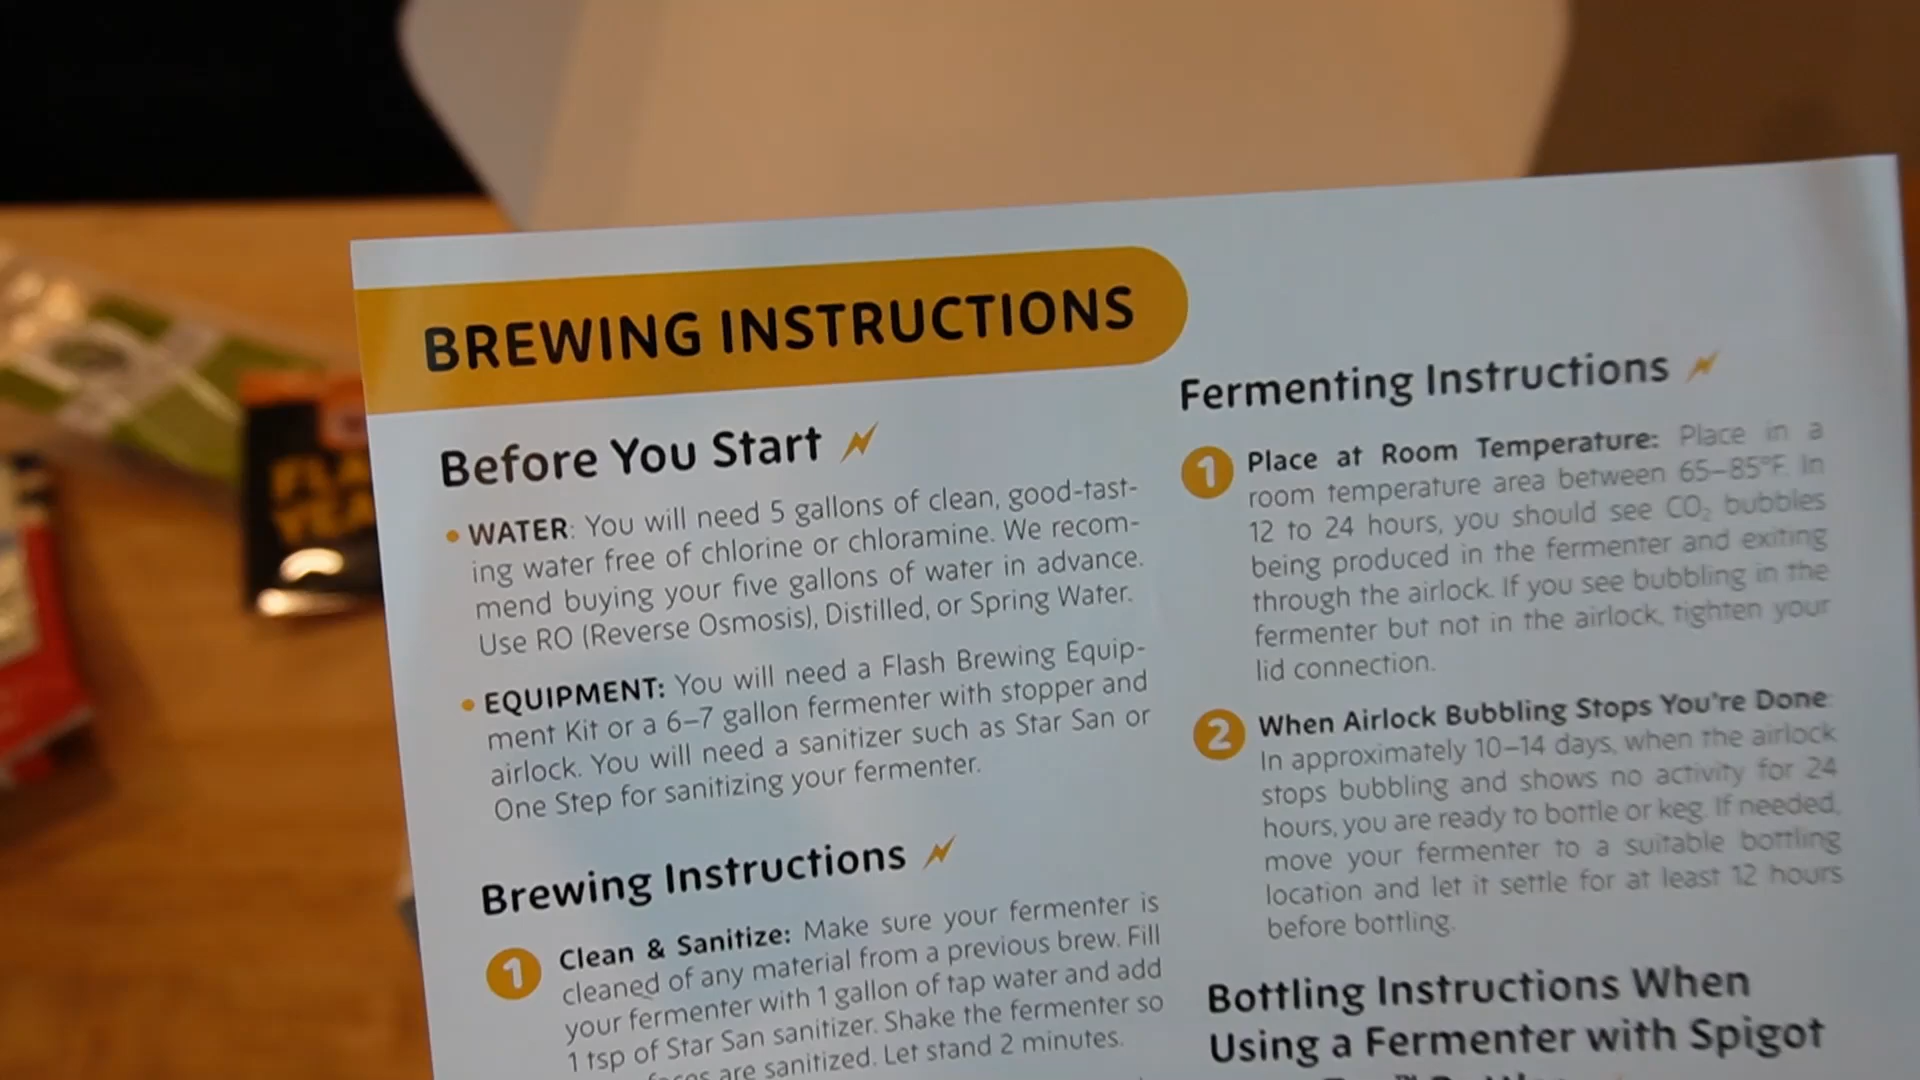 BREWING INSTRUCTIONS
Before You Start
• WATER: You will need 5 gallons of clean, good-tast-
ing water free of chlorine or chloramine. We recom-
mend buying your five gallons of water in advance.
Use RO (Reverse Osmosis), Distilled, or Spring Water.
• EQUIPMENT: You will need a Flash Brewing Equip-
ment Kit or a 6–7 gallon fermenter with stopper and
airlock. You will need a sanitizer such as Star San or
One Step for sanitizing your fermenter.
Brewing Instructions
1 Clean & Sanitize: Make sure your fermenter is
cleaned of any material from a previous brew. Fill
your fermenter with 1 gallon of tap water and add
1 tsp of Star San sanitizer. Shake the fermenter so
are sanitized. Let stand 2 minutes.
Fermenting Instructions
1 Place at Room Temperature: Place in a
room temperature area between 65–85°F. In
12 to 24 hours, you should see CO₂ bubbles
being produced in the fermenter and exiting
through the airlock. If you see bubbling in the
fermenter but not in the airlock, tighten your
lid connection.
2 When Airlock Bubbling Stops You're Done:
In approximately 10–14 days, when the airlock
stops bubbling and shows no activity for 24
hours, you are ready to bottle or keg. If needed,
move your fermenter to a suitable bottling
location and let it settle for at least 12 hours
before bottling.
Bottling Instructions When
Using a Fermenter with Spigot